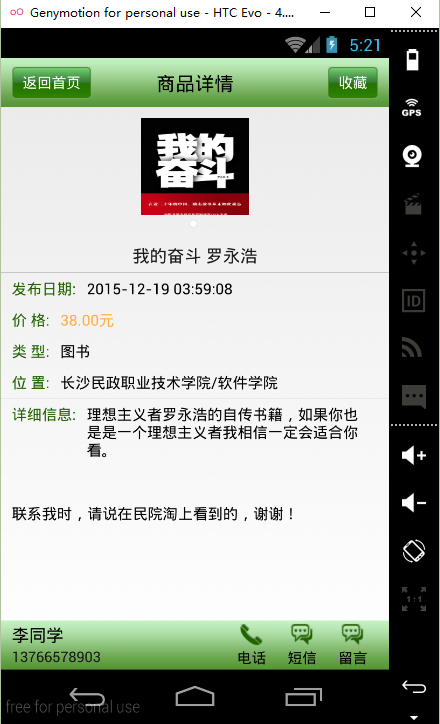 Genymotion for personal use - HTC Evo - 4....
5:21
返回首页
商品详情
收藏
GPS
我的
奋斗
我的奋斗 罗永浩
发布日期: 2015-12-19 03:59:08
价 格: 38.00元
类 型: 图书
位 置: 长沙民政职业技术学院/软件学院
详细信息: 理想主义者罗永浩的自传书籍，如果你也
是是一个理想主义者我相信一定会适合你
看。
ID
联系我时，请说在民院淘上看到的，谢谢！
1:1
李同学
13766578903
电话
短信
留言
free for personal use